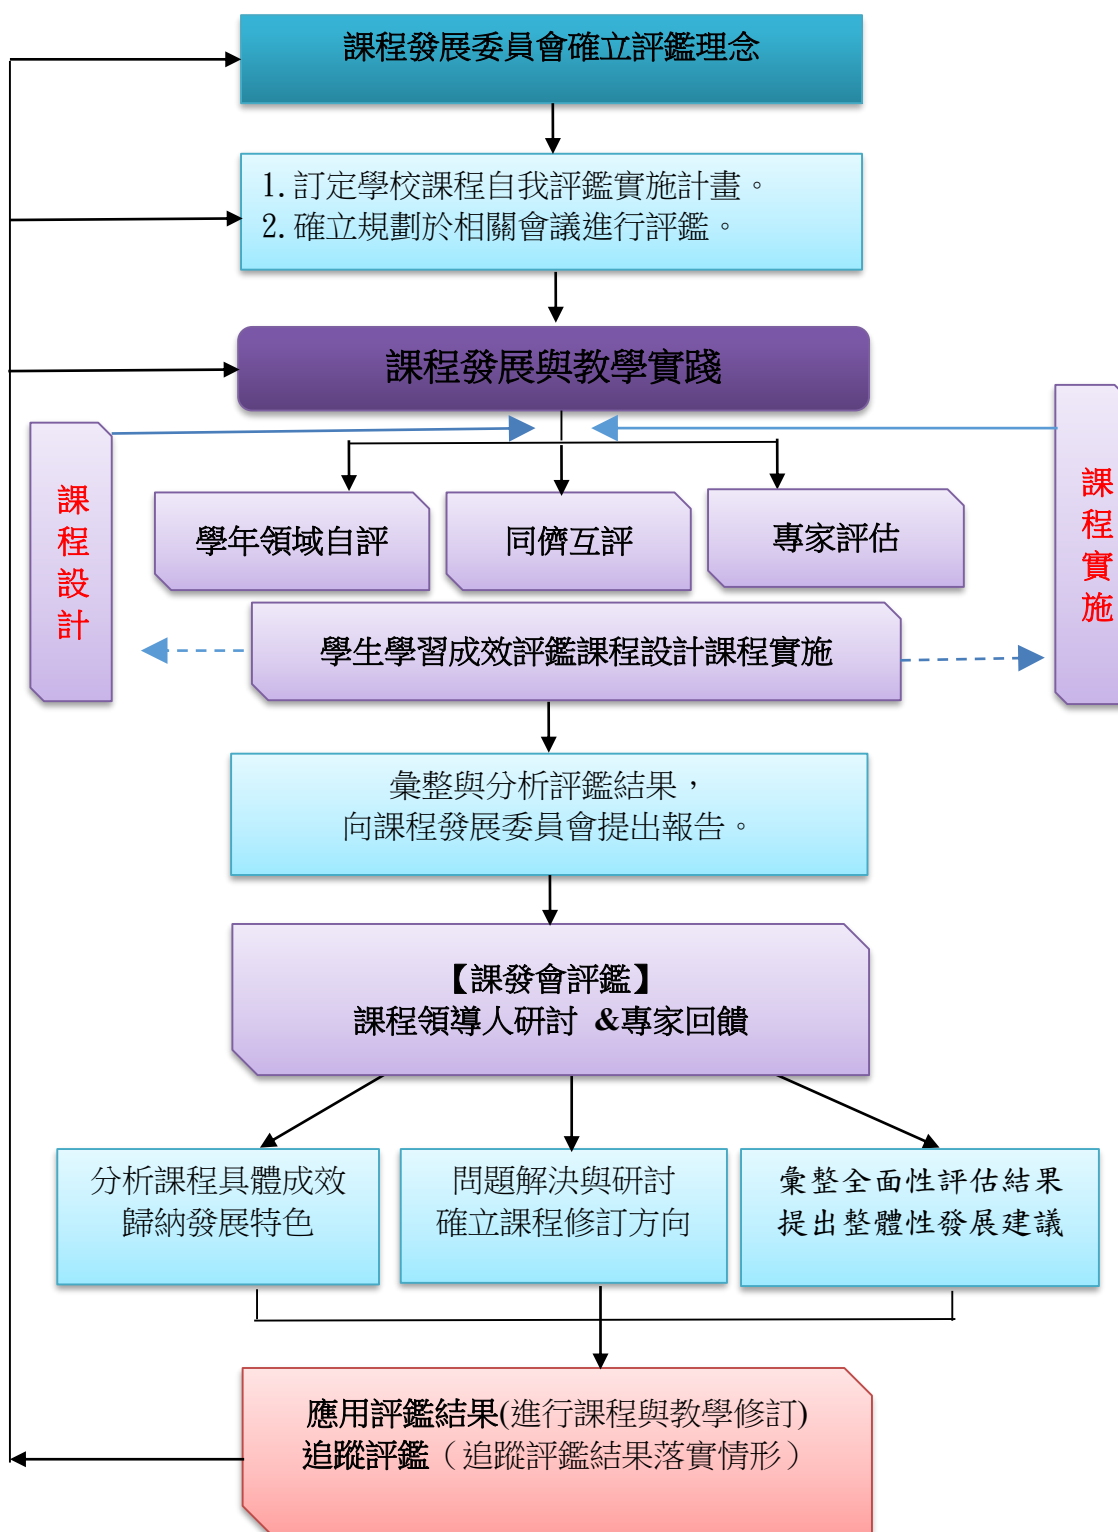 課程發展委員會確立評鑑理念
1. 訂定學校課程自我評鑑實施計畫。
2. 確立規劃於相關會議進行評鑑。
課程發展與教學實踐
課程設計
課程實施
學年領域自評
同儕互評
專家評估
學生學習成效評鑑課程設計課程實施
彙整與分析評鑑結果，
向課程發展委員會提出報告。
【課發會評鑑】
課程領導人研討 &專家回饋
分析課程具體成效
歸納發展特色
問題解決與研討
確立課程修訂方向
彙整全面性評估結果
提出整體性發展建議
應用評鑑結果(進行課程與教學修訂)
追蹤評鑑（追蹤評鑑結果落實情形）